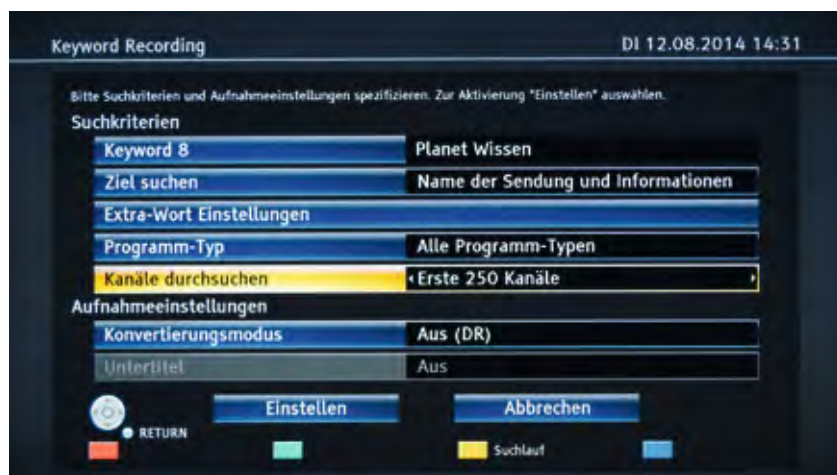 Keyword Recording DI 12.08.2014 14:31
Bitte Suchkriterien und Aufnahmeeinstellungen spezifizieren. Zur Aktivierung "Einstellen" auswählen.
Suchkriterien
Keyword 8 Planet Wissen
Ziel suchen Name der Sendung und Informationen
Extra-Wort Einstellungen
Programm-Typ Alle Programm-Typen
Kanäle durchsuchen Erste 250 Kanäle
Aufnahmeeinstellungen
Konvertierungsmodus Aus (DR)
Untertitel Aus
Einstellen Abbrechen
RETURN
Suchlauf